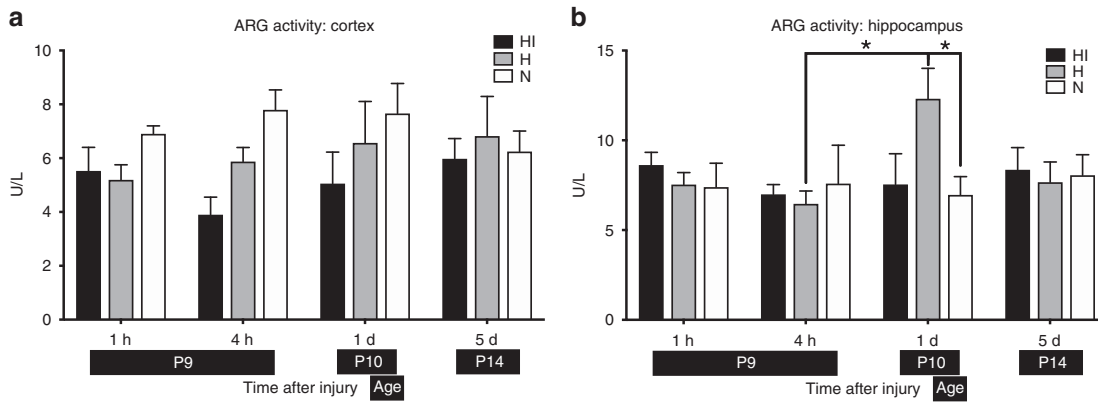 a
ARG activity: cortex
HI
H
N
10
8
6
4
2
0
U/L
1 h
4 h
1 d
5 d
P9
P10
P14
Time after injury
Age
b
ARG activity: hippocampus
HI
H
N
15
10
5
0
U/L
*
*
1 h
4 h
1 d
5 d
P9
P10
P14
Time after injury
Age